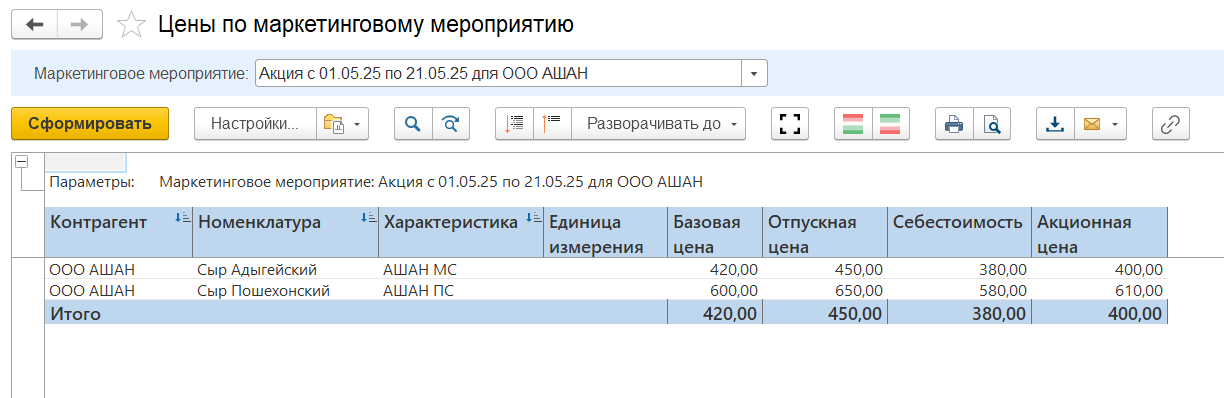 Цены по маркетинговому мероприятию
Маркетинговое мероприятие: Акция с 01.05.25 по 21.05.25 для ООО АШАН
Сформировать Настройки... Разворачивать до
Параметры: Маркетинговое мероприятие: Акция с 01.05.25 по 21.05.25 для ООО АШАН
Контрагент Номенклатура Характеристика Единица Базовая Отпускная Себестоимость Акционная
измерения цена цена цена
ООО АШАН Сыр Адыгейский АШАН МС 420,00 450,00 380,00 400,00
ООО АШАН Сыр Пошехонский АШАН ПС 600,00 650,00 580,00 610,00
Итого 420,00 450,00 380,00 400,00